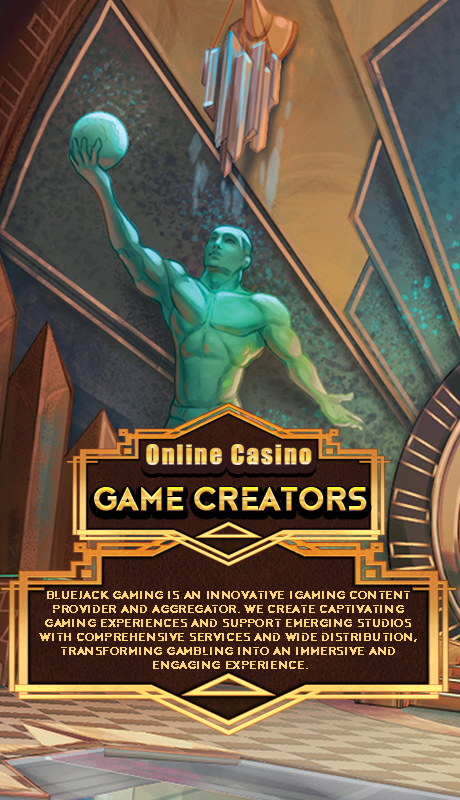 Online Casino
GAME CREATORS
BLUEJACK GAMING IS AN INNOVATIVE IGAMING CONTENT
PROVIDER AND AGGREGATOR. WE CREATE CAPTIVATING
GAMING EXPERIENCES AND SUPPORT EMERGING STUDIOS
WITH COMPREHENSIVE SERVICES AND WIDE DISTRIBUTION,
TRANSFORMING GAMBLING INTO AN IMMERSIVE AND
ENGAGING EXPERIENCE.